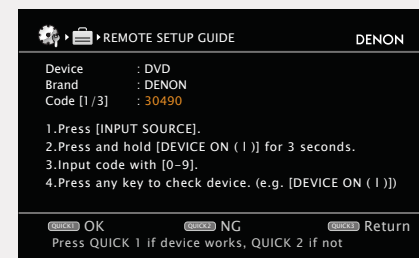 REMOTE SETUP GUIDE DENON
Device : DVD
Brand : DENON
Code [1/3] : 30490
1.Press [INPUT SOURCE].
2.Press and hold [DEVICE ON ( I )] for 3 seconds.
3.Input code with [0-9].
4.Press any key to check device. (e.g. [DEVICE ON ( I )])
QUICK1 OK QUICK2 NG QUICK3 Return
Press QUICK 1 if device works, QUICK 2 if not